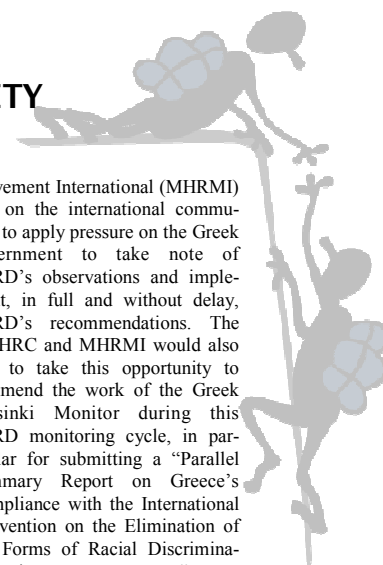 ETY
vement International (MHRMI)
on the international commu-
to apply pressure on the Greek
ernment to take note of
RD's observations and imple-
t, in full and without delay,
RD's recommendations. The
HRC and MHRMI would also
to take this opportunity to
mend the work of the Greek
sinki Monitor during this
RD monitoring cycle, in par-
lar for submitting a “Parallel
mary Report on Greece's
pliance with the International
vention on the Elimination of
Forms of Racial Discrimina-